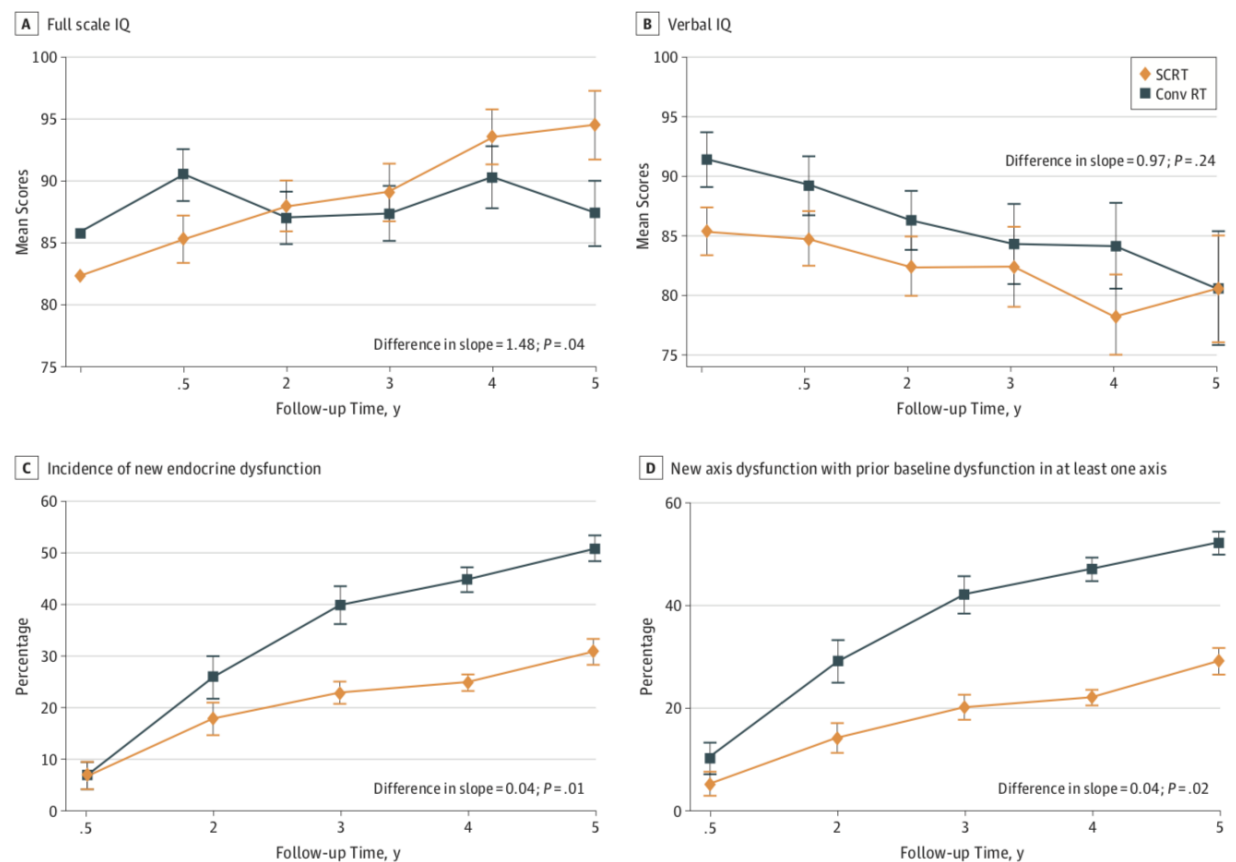 A Full scale IQ
100
95
90
85
80
75
Mean Scores
Difference in slope = 1.48; P = .04
.5 2 3 4 5
Follow-up Time, y
B Verbal IQ
100
95
90
85
80
75
Mean Scores
SCRT
Conv RT
Difference in slope = 0.97; P = .24
.5 2 3 4 5
Follow-up Time, y
C Incidence of new endocrine dysfunction
60
50
40
30
20
10
0
Percentage
Difference in slope = 0.04; P = .01
.5 2 3 4 5
Follow-up Time, y
D New axis dysfunction with prior baseline dysfunction in at least one axis
60
40
20
0
Percentage
Difference in slope = 0.04; P = .02
.5 2 3 4 5
Follow-up Time, y